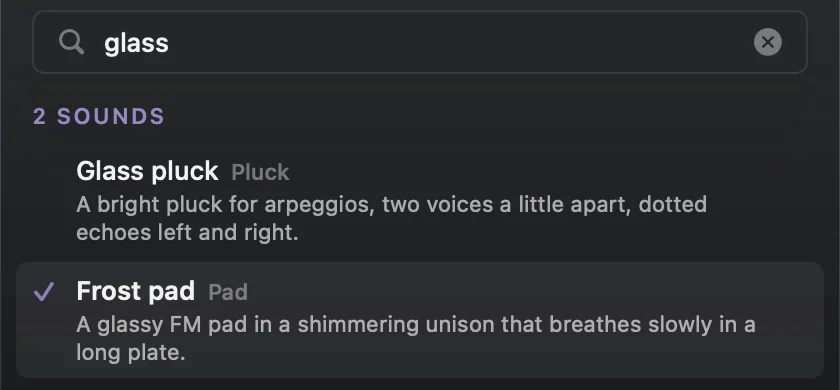 glass
2 SOUNDS
Glass pluck Pluck
A bright pluck for arpeggios, two voices a little apart, dotted
echoes left and right.
Frost pad Pad
A glassy FM pad in a shimmering unison that breathes slowly in a
long plate.